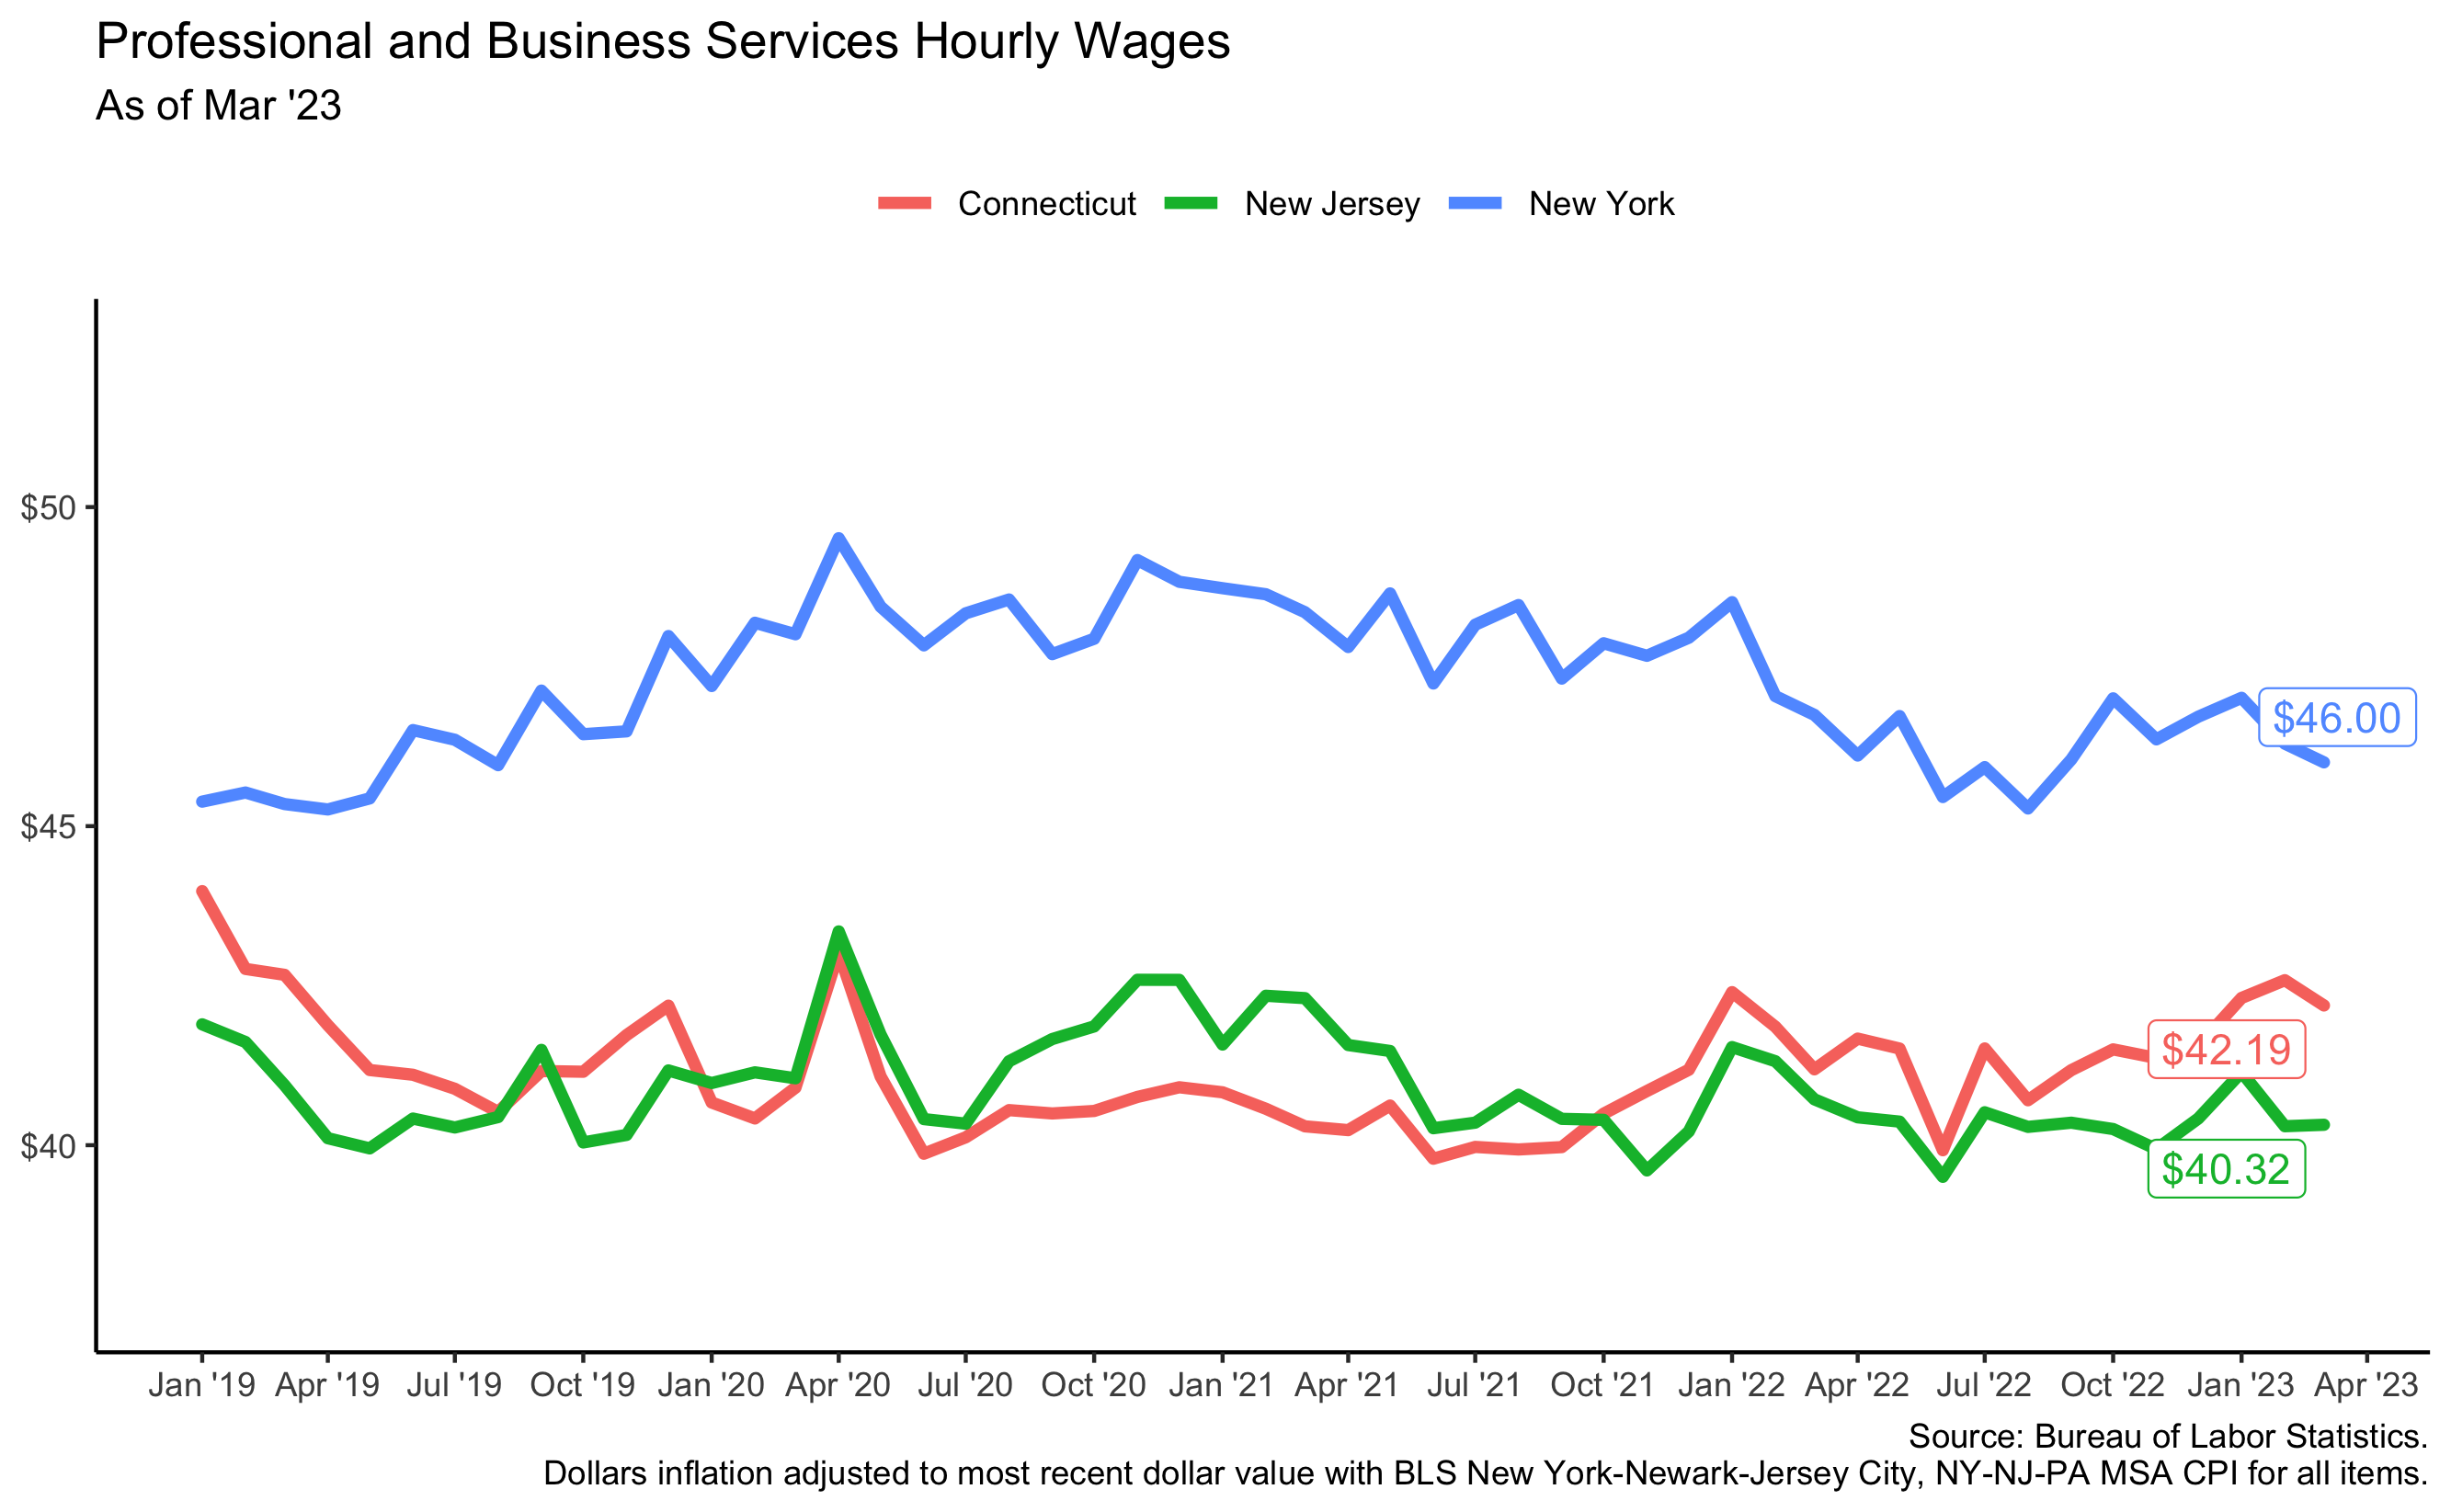 Professional and Business Services Hourly Wages
As of Mar '23
Connecticut New Jersey New York
$50
$45
$40
$46.00
$42.19
$40.32
Jan '19 Apr '19 Jul '19 Oct '19 Jan '20 Apr '20 Jul '20 Oct '20 Jan '21 Apr '21 Jul '21 Oct '21 Jan '22 Apr '22 Jul '22 Oct '22 Jan '23 Apr '23
Source: Bureau of Labor Statistics.
Dollars inflation adjusted to most recent dollar value with BLS New York-Newark-Jersey City, NY-NJ-PA MSA CPI for all items.